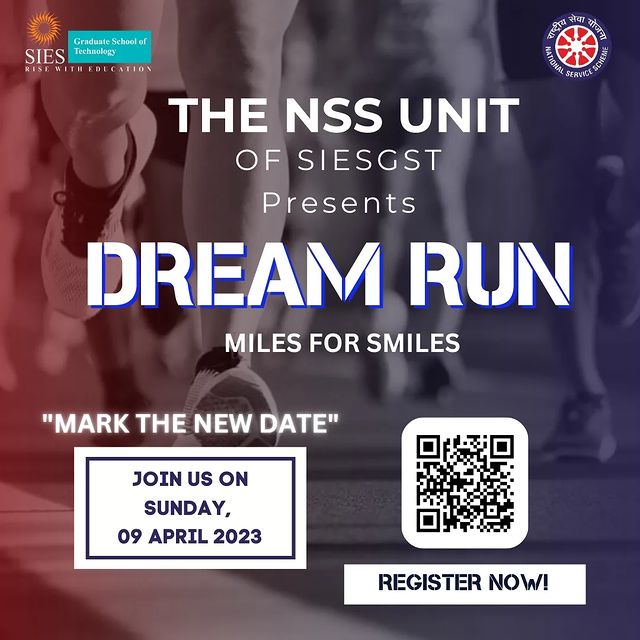 SIES
Graduate School of
Technology
RISE WITH EDUCATION
राष्ट्रीय सेवा योजना
NATIONAL SERVICE SCHEME
THE NSS UNIT
OF SIESGST
Presents
DREAM RUN
MILES FOR SMILES
"MARK THE NEW DATE"
JOIN US ON
SUNDAY,
09 APRIL 2023
REGISTER NOW!